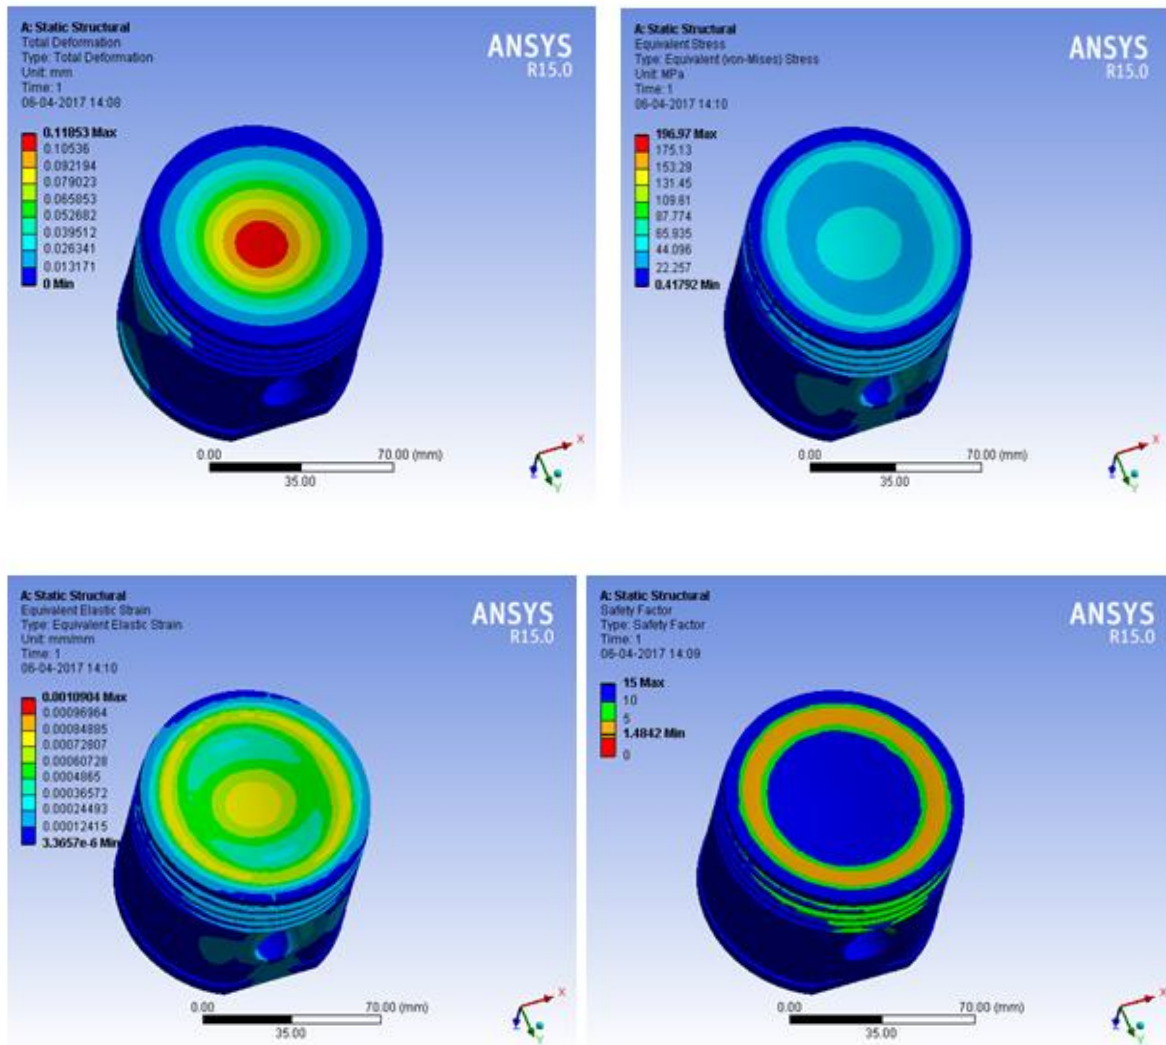 A: Static Structural
Total Deformation
Type: Total Deformation
Unit: mm
Time: 1
06-04-2017 14:08
ANSYS
R15.0
0.11853 Max
0.10536
0.092194
0.079023
0.065853
0.052682
0.039512
0.026341
0.013171
0 Min
0.00
70.00 (mm)
35.00
X
Y
Z
A: Static Structural
Equivalent Stress
Type: Equivalent (von-Mises) Stress
Unit: MPa
Time: 1
06-04-2017 14:10
ANSYS
R15.0
196.97 Max
175.13
153.29
131.45
109.61
87.774
65.935
44.096
22.257
0.41792 Min
0.00
70.00 (mm)
35.00
X
Y
Z
A: Static Structural
Equivalent Elastic Strain
Type: Equivalent Elastic Strain
Unit: mm/mm
Time: 1
06-04-2017 14:10
ANSYS
R15.0
0.0010904 Max
0.00096964
0.00084885
0.00072807
0.00060728
0.0004865
0.00036572
0.00024493
0.00012415
3.3657e-6 Min
0.00
70.00 (mm)
35.00
X
Y
Z
A: Static Structural
Safety Factor
Type: Safety Factor
Time: 1
06-04-2017 14:09
ANSYS
R15.0
15 Max
10
5
1.4842 Min
0
0.00
70.00 (mm)
35.00
X
Y
Z